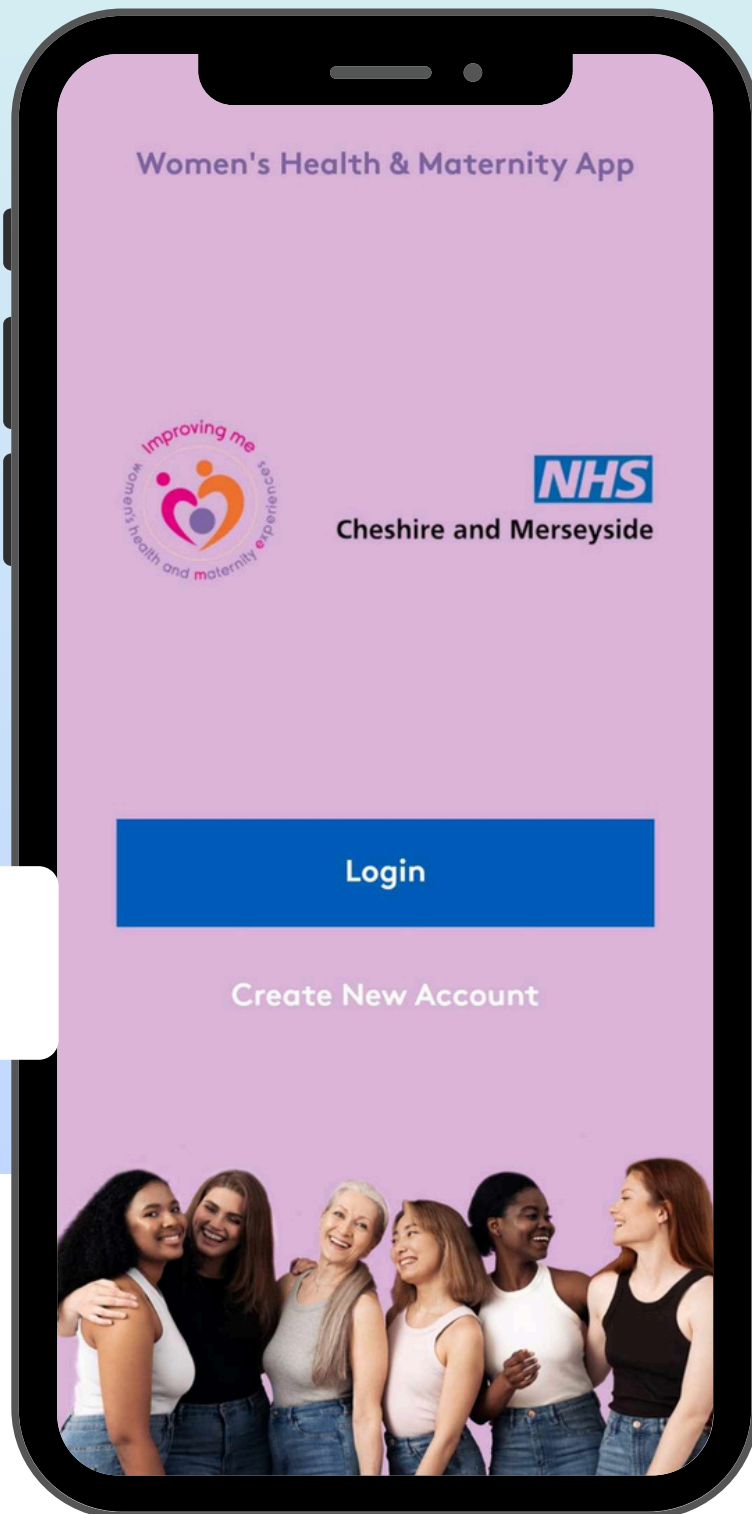 Women's Health & Maternity App
Improving me
women's health and maternity experiences
NHS
Cheshire and Merseyside
Login
Create New Account